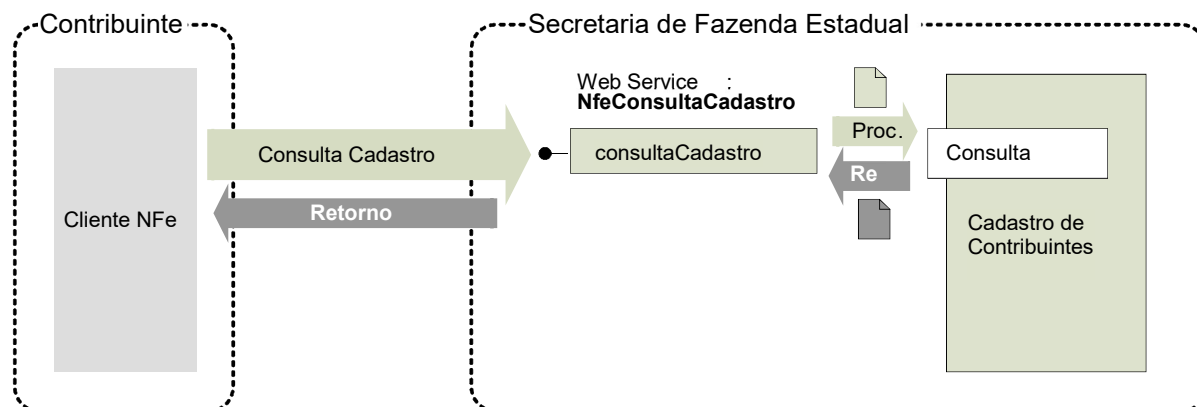 Contribuinte
Secretaria de Fazenda Estadual
Web Service :
NfeConsultaCadastro
Consulta Cadastro
consultaCadastro
Proc.
Re
Consulta
Retorno
Cliente NFe
Cadastro de
Contribuintes